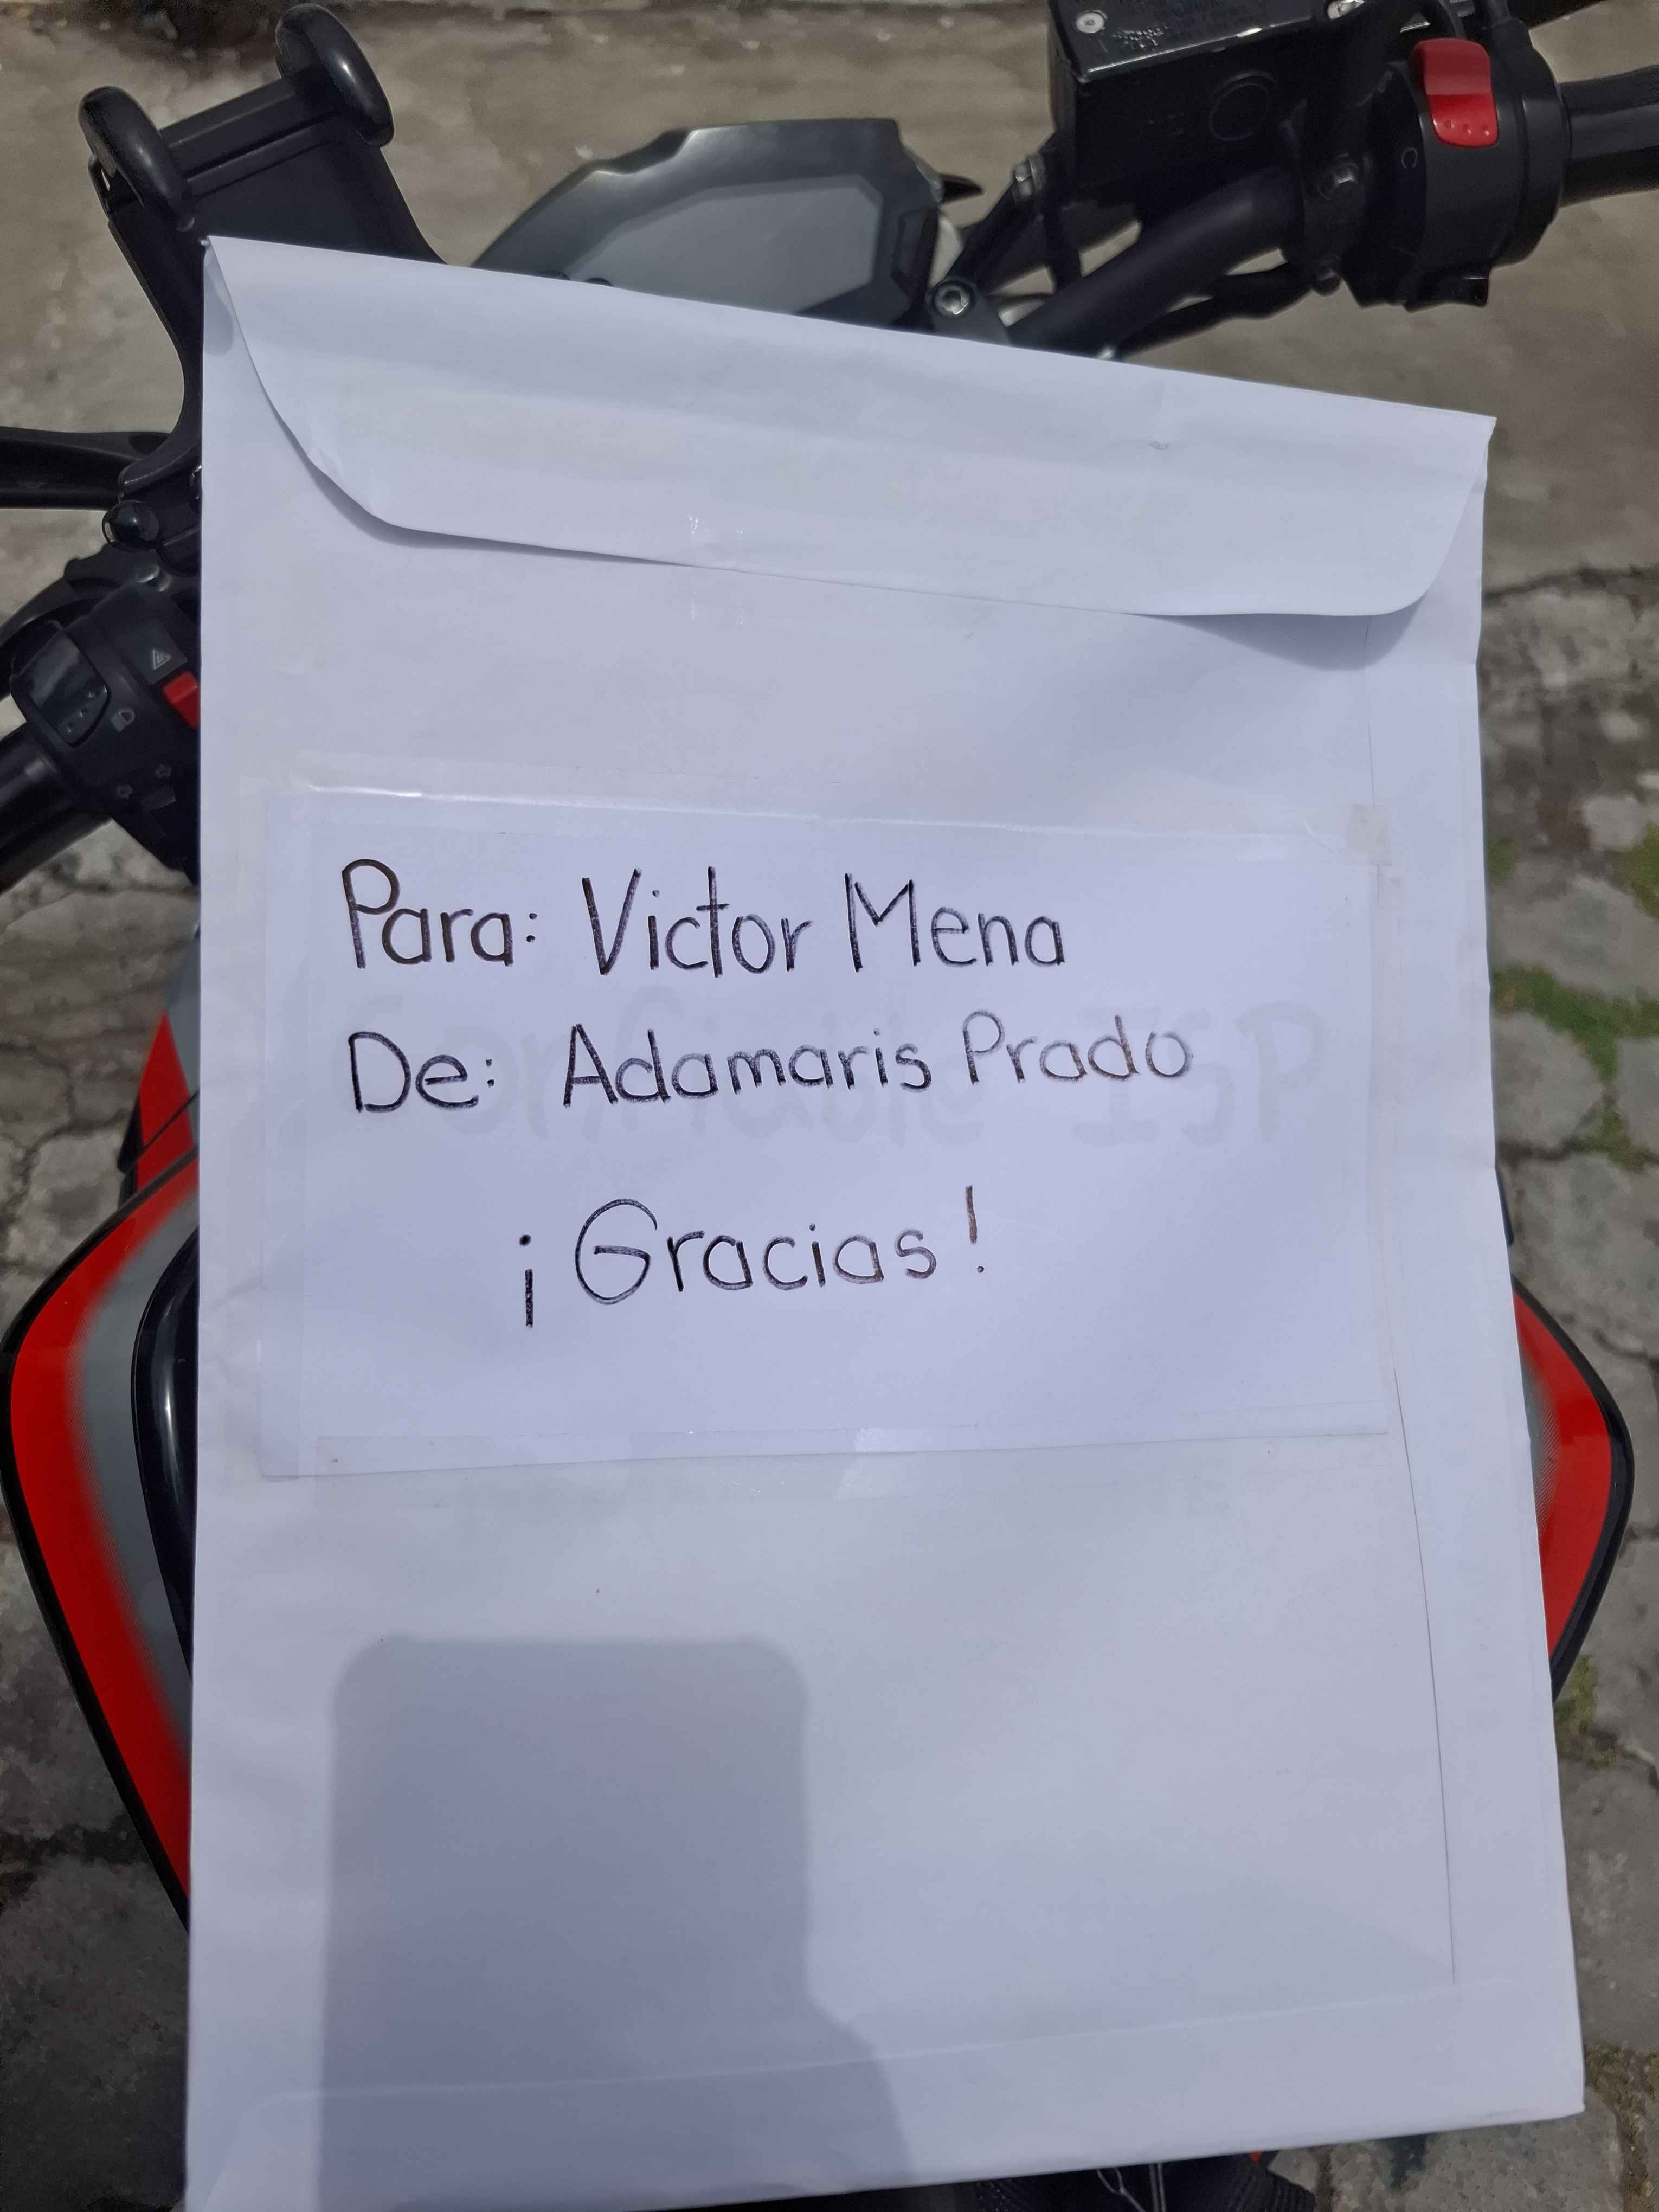 Para: Victor Mena
De: Adamaris Prado
¡Gracias!